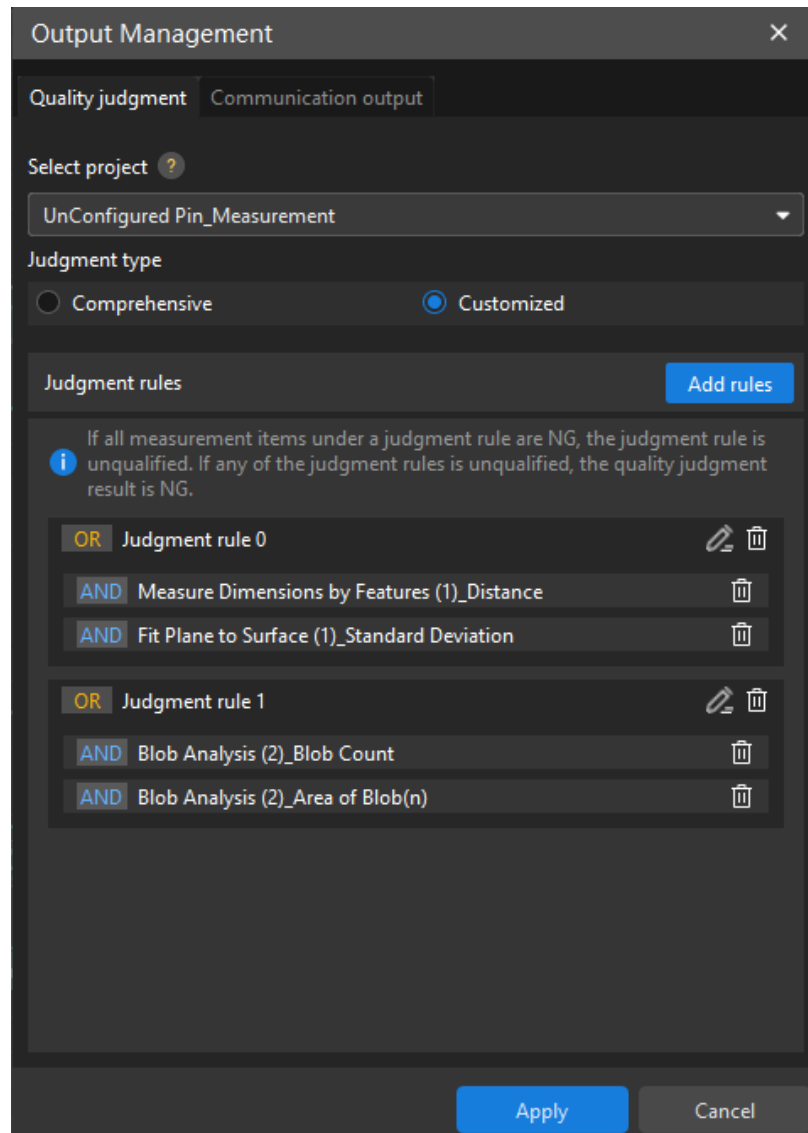 Output Management
Quality judgment Communication output
Select project ?
UnConfigured Pin_Measurement
Judgment type
Comprehensive Customized
Judgment rules Add rules
If all measurement items under a judgment rule are NG, the judgment rule is
unqualified. If any of the judgment rules is unqualified, the quality judgment
result is NG.
OR Judgment rule 0
AND Measure Dimensions by Features (1)_Distance
AND Fit Plane to Surface (1)_Standard Deviation
OR Judgment rule 1
AND Blob Analysis (2)_Blob Count
AND Blob Analysis (2)_Area of Blob(n)
Apply Cancel